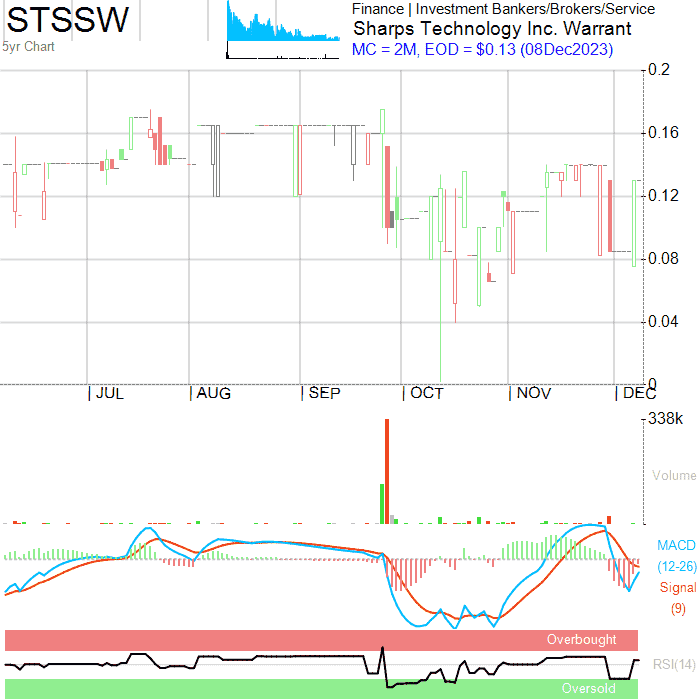 STSSW
5yr Chart
Finance | Investment Bankers/Brokers/Service
Sharps Technology Inc. Warrant
MC = 2M, EOD = $0.13 (08Dec2023)
0.2
0.16
0.12
0.08
0.04
0
JUL AUG SEP OCT NOV DEC
338k
Volume
MACD
(12-26)
Signal
(9)
Overbought
RSI(14)
Oversold